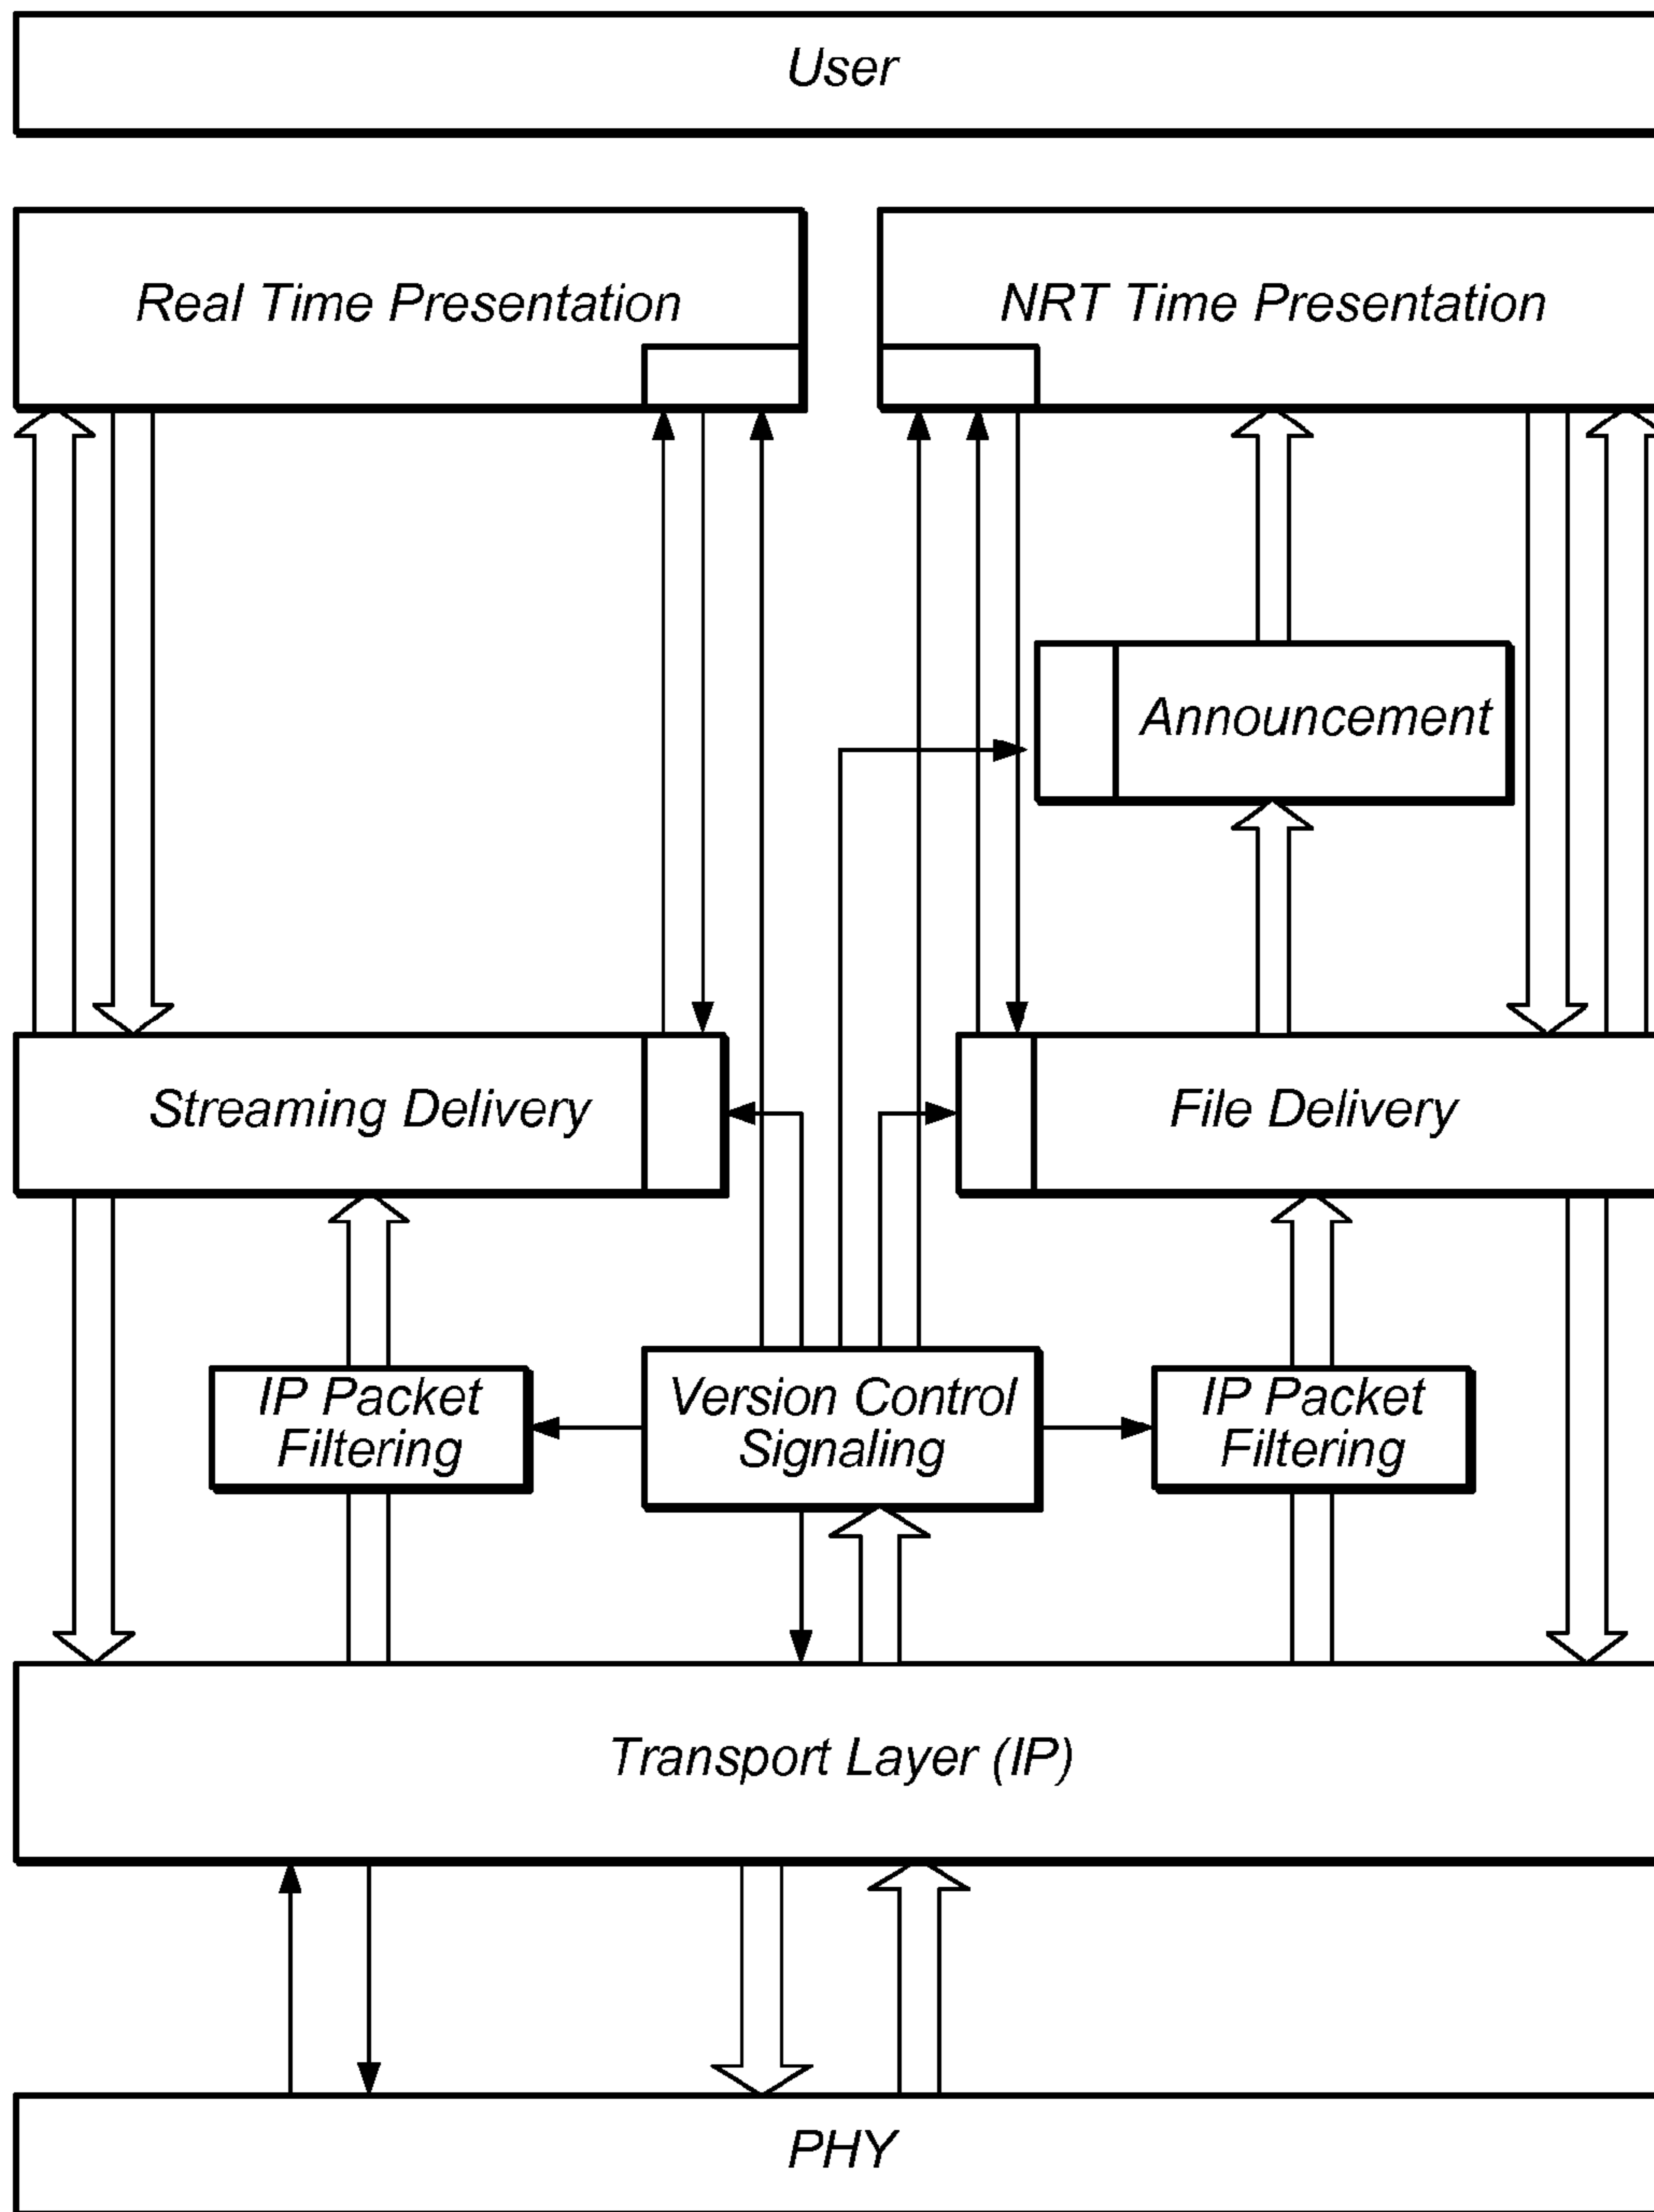 User
Real Time Presentation
NRT Time Presentation
Announcement
Streaming Delivery
File Delivery
IP Packet
Filtering
Version Control
Signaling
IP Packet
Filtering
Transport Layer (IP)
PHY